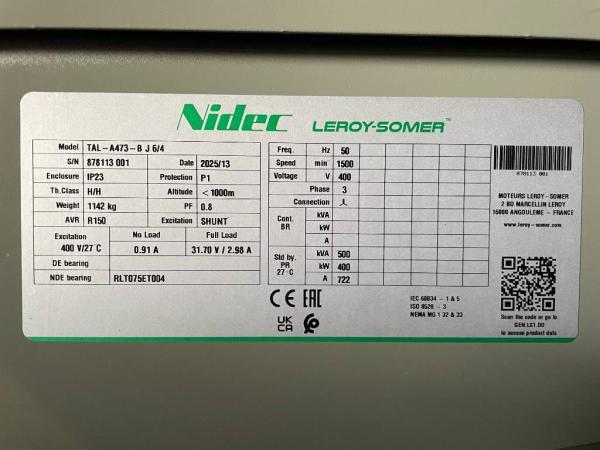 Nidec LEROY-SOMER™
Model TAL-A473-B J 6/4
S/N 878113 001 Date 2025/13
Enclosure IP23 Protection P1
Th.Class H/H Altitude < 1000m
Weight 1142 kg PF 0.8
AVR R150 Excitation SHUNT
Excitation No Load Full Load
400 V/27°C 0.91 A 31.70 V / 2.98 A
DE bearing
NDE bearing RLT075ET004
Freq. Hz 50
Speed min 1500
Voltage V 400
Phase 3
Connection
Cont. BR kVA
kW
A
Std by. PR 27°C kVA 500
kW 400
A 722
CE EAC
UK CA
IEC 60034 - 1 & 5
ISO 8528 - 3
NEMA MG 1 32 & 33
878113 001
MOTEURS LEROY-SOMER
2 BD MARCELLIN LEROY
16000 ANGOULEME - FRANCE
www.leroy-somer.com
Scan the code or go to
GEN.LS1.DO
to access product data